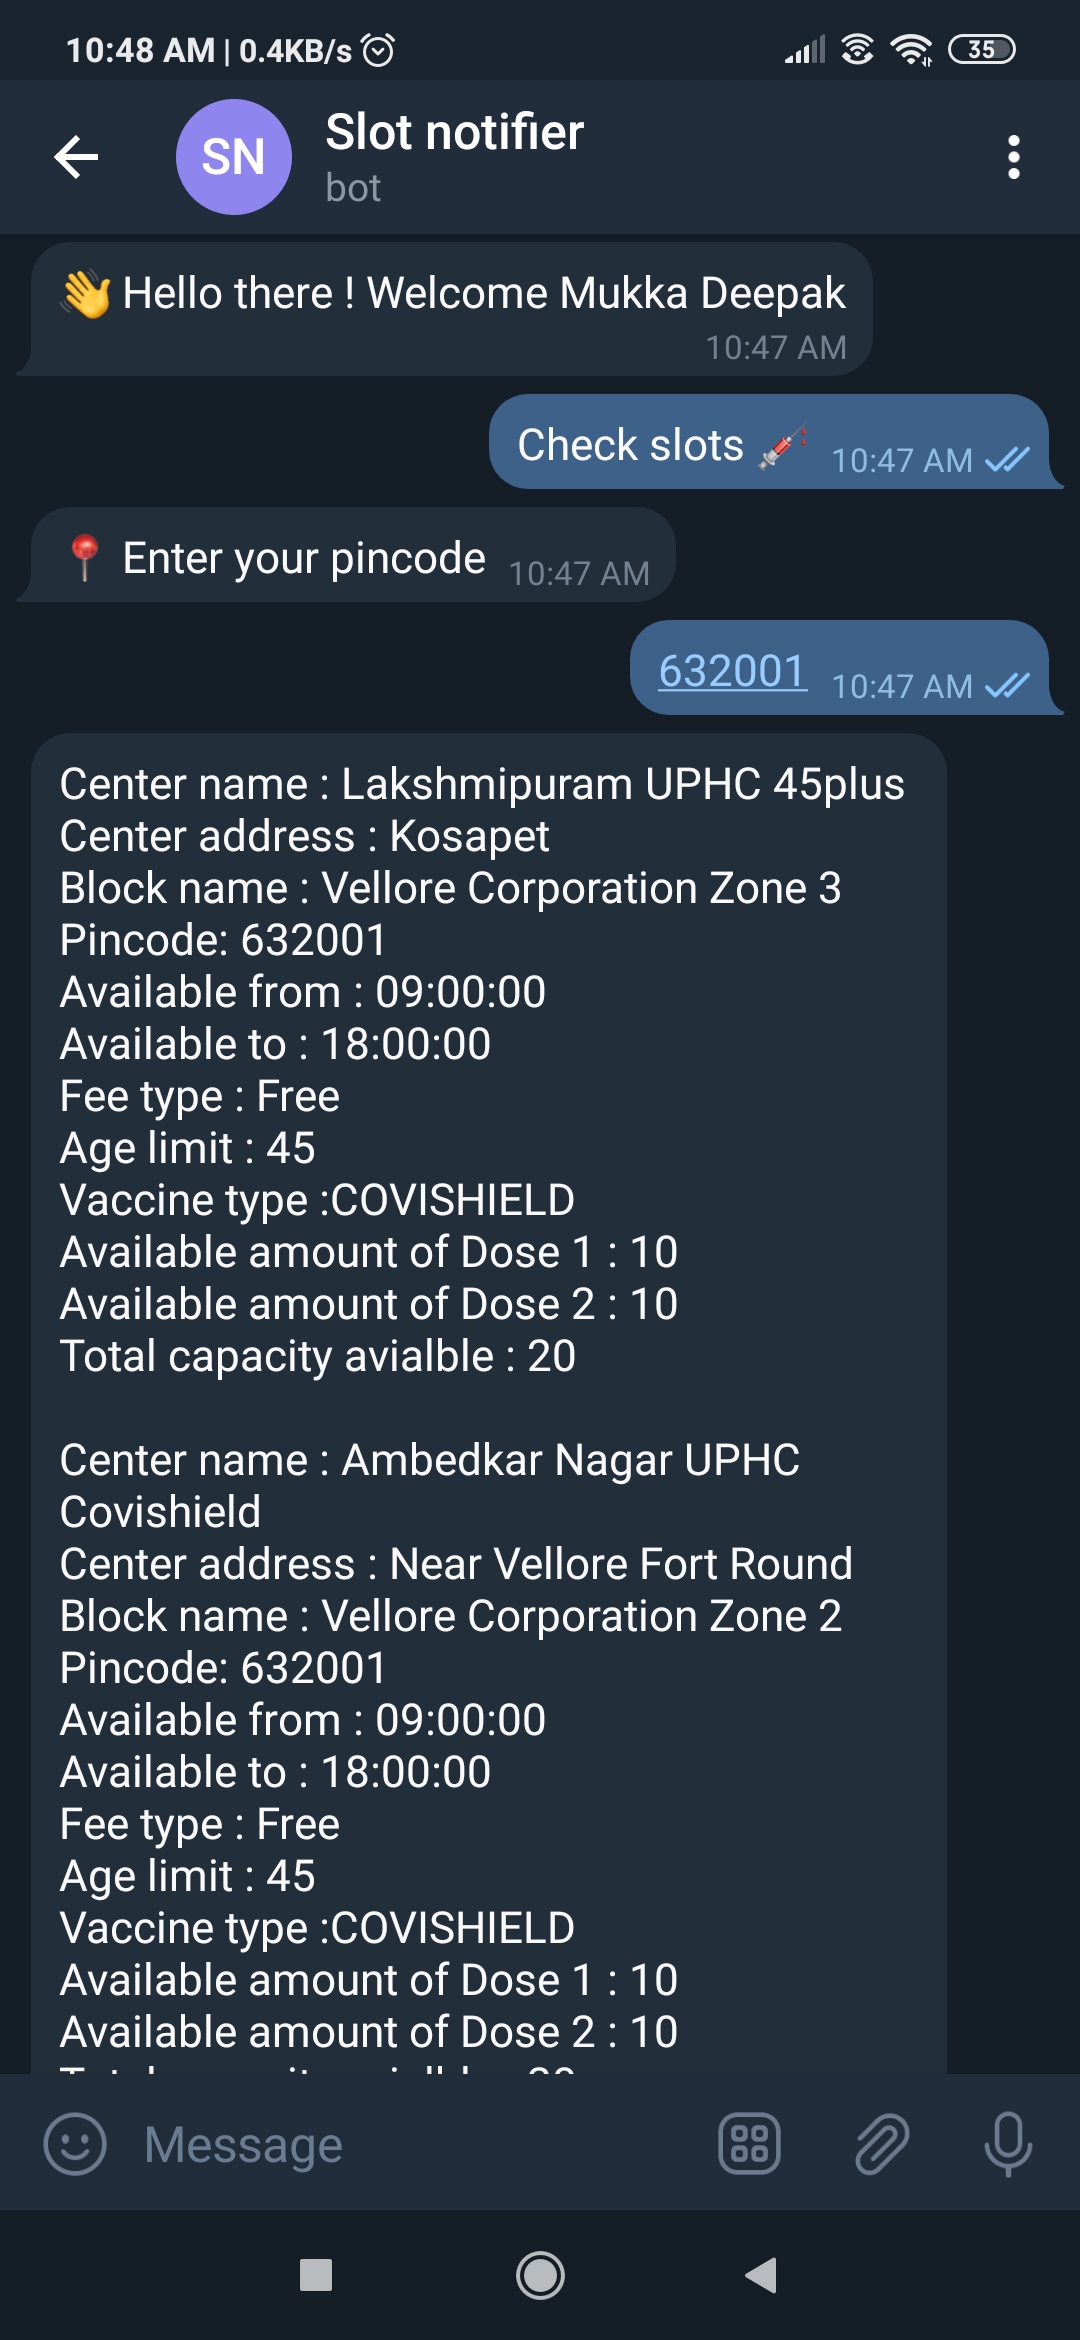 10:48 AM | 0.4KB/s
35
SN
Slot notifier
bot
👋 Hello there ! Welcome Mukka Deepak
10:47 AM
Check slots 💉 10:47 AM
📍 Enter your pincode 10:47 AM
632001 10:47 AM
Center name : Lakshmipuram UPHC 45plus
Center address : Kosapet
Block name : Vellore Corporation Zone 3
Pincode: 632001
Available from : 09:00:00
Available to : 18:00:00
Fee type : Free
Age limit : 45
Vaccine type :COVISHIELD
Available amount of Dose 1 : 10
Available amount of Dose 2 : 10
Total capacity avialble : 20
Center name : Ambedkar Nagar UPHC
Covishield
Center address : Near Vellore Fort Round
Block name : Vellore Corporation Zone 2
Pincode: 632001
Available from : 09:00:00
Available to : 18:00:00
Fee type : Free
Age limit : 45
Vaccine type :COVISHIELD
Available amount of Dose 1 : 10
Available amount of Dose 2 : 10
Message